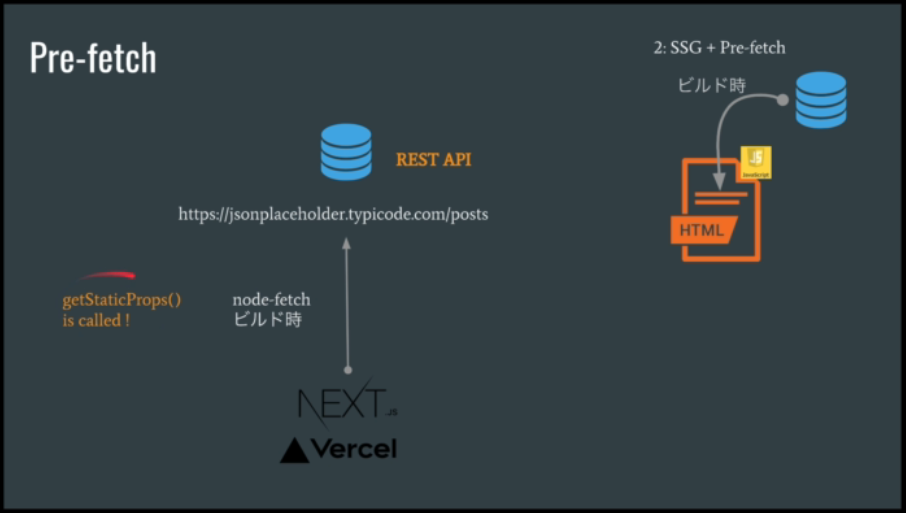 Pre-fetch
2: SSG + Pre-fetch
ビルド時
JS
JavaScript
HTML
REST API
https://jsonplaceholder.typicode.com/posts
getStaticProps()
is called !
node-fetch
ビルド時
NEXT.JS
Vercel